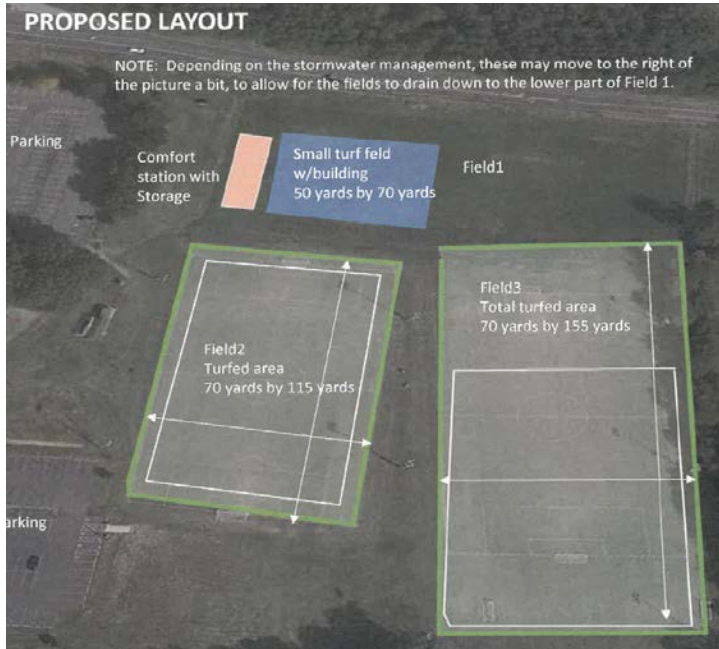 PROPOSED LAYOUT
NOTE: Depending on the stormwater management, these may move to the right of
the picture a bit, to allow for the fields to drain down to the lower part of Field 1.
Parking
Comfort
station with
Storage
Small turf feld
w/building
50 yards by 70 yards
Field1
Field2
Turfed area
70 yards by 115 yards
Field3
Total turfed area
70 yards by 155 yards
arking